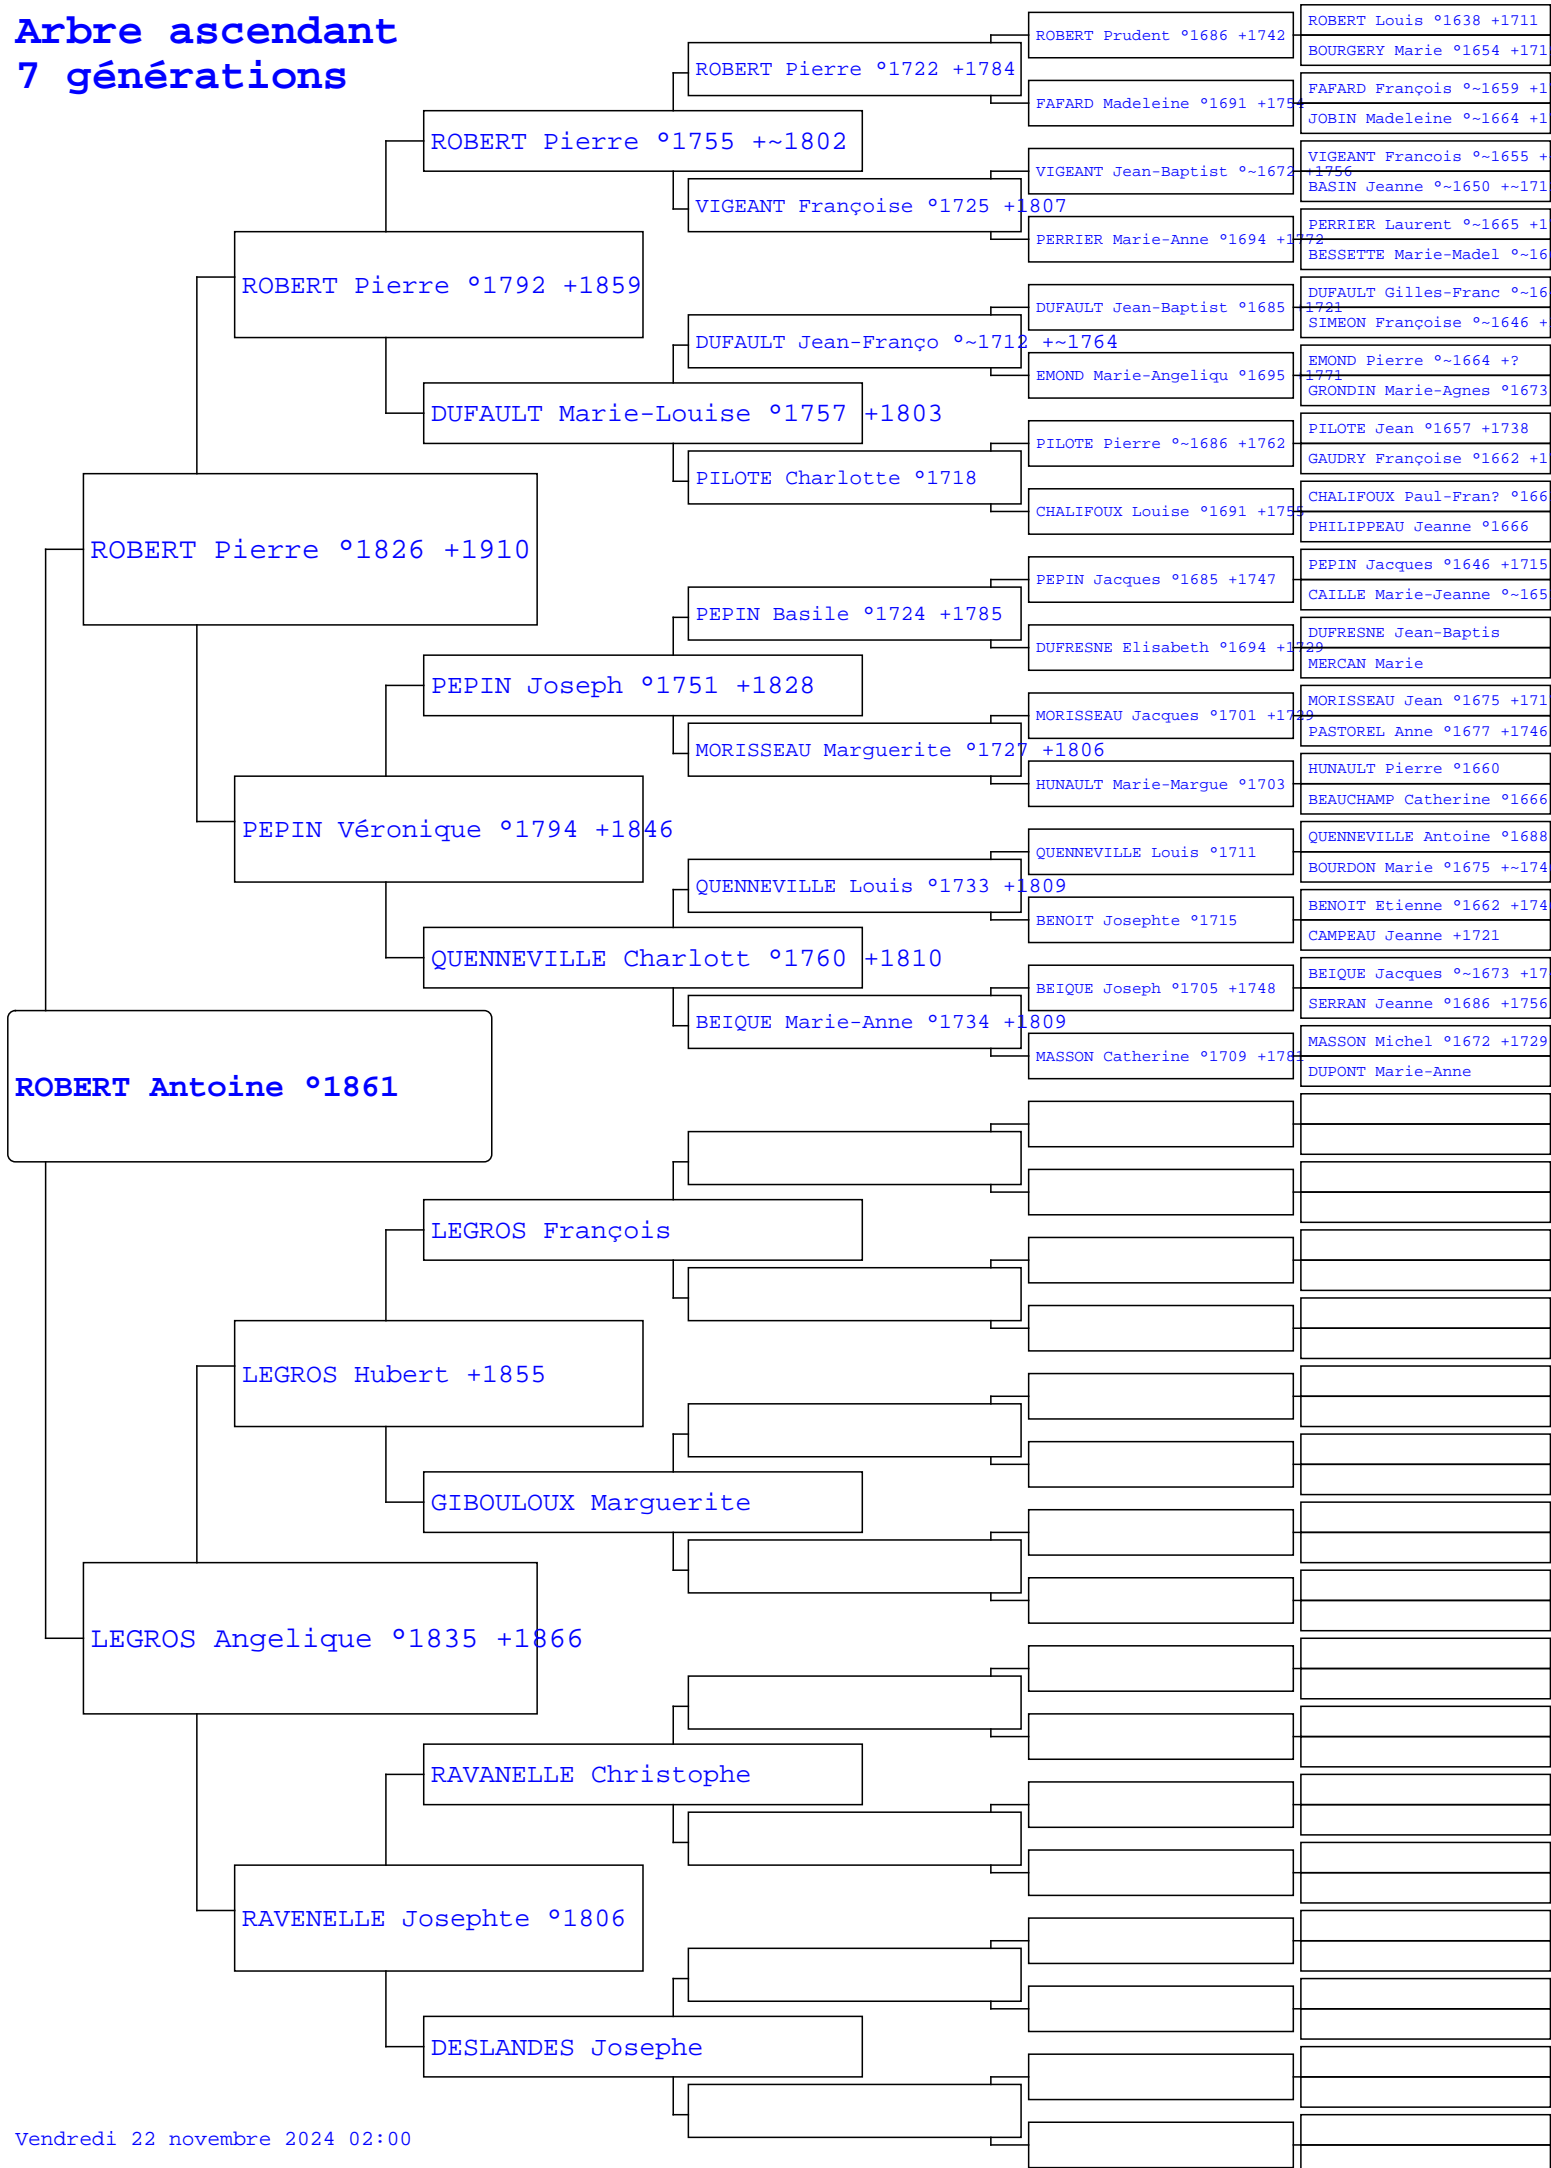 Arbre ascendant
7 générations
ROBERT Antoine °1861
ROBERT Pierre °1826 +1910
LEGROS Angelique °1835 +1866
ROBERT Pierre °1792 +1859
PEPIN Véronique °1794 +1846
LEGROS Hubert +1855
RAVENELLE Josephte °1806
ROBERT Pierre °1755 +~1802
DUFAULT Marie-Louise °1757 +1803
PEPIN Joseph °1751 +1828
QUENNEVILLE Charlott °1760 +1810
LEGROS François
GIBOULOUX Marguerite
RAVANELLE Christophe
DESLANDES Josephe
ROBERT Pierre °1722 +1784
VIGEANT Françoise °1725 +1807
DUFAULT Jean-Franço °~1712 +~1764
PILOTE Charlotte °1718
PEPIN Basile °1724 +1785
MORISSEAU Marguerite °1727 +1806
QUENNEVILLE Louis °1733 +1809
BEIQUE Marie-Anne °1734 +1809
ROBERT Prudent °1686 +1742
FAFARD Madeleine °1691 +1754
VIGEANT Jean-Baptist °~1672 +1756
PERRIER Marie-Anne °1694 +1772
DUFAULT Jean-Baptist °1685 +1721
EMOND Marie-Angeliqu °1695 +1771
PILOTE Pierre °~1686 +1762
CHALIFOUX Louise °1691 +1755
PEPIN Jacques °1685 +1747
DUFRESNE Elisabeth °1694 +1729
MORISSEAU Jacques °1701 +1729
HUNAULT Marie-Margue °1703
QUENNEVILLE Louis °1711
BENOIT Josephte °1715
BEIQUE Joseph °1705 +1748
MASSON Catherine °1709 +1781
ROBERT Louis °1638 +1711
BOURGERY Marie °1654 +171
FAFARD François °~1659 +1
JOBIN Madeleine °~1664 +1
VIGEANT Francois °~1655 +
BASIN Jeanne °~1650 +~171
PERRIER Laurent °~1665 +1
BESSETTE Marie-Madel °~16
DUFAULT Gilles-Franc °~16
SIMEON Françoise °~1646 +
EMOND Pierre °~1664 +?
GRONDIN Marie-Agnes °1673
PILOTE Jean °1657 +1738
GAUDRY Françoise °1662 +1
CHALIFOUX Paul-Fran? °166
PHILIPPEAU Jeanne °1666
PEPIN Jacques °1646 +1715
CAILLE Marie-Jeanne °~165
DUFRESNE Jean-Baptis
MERCAN Marie
MORISSEAU Jean °1675 +171
PASTOREL Anne °1677 +1746
HUNAULT Pierre °1660
BEAUCHAMP Catherine °1666
QUENNEVILLE Antoine °1688
BOURDON Marie °1675 +~174
BENOIT Etienne °1662 +174
CAMPEAU Jeanne +1721
BEIQUE Jacques °~1673 +17
SERRAN Jeanne °1686 +1756
MASSON Michel °1672 +1729
DUPONT Marie-Anne
Vendredi 22 novembre 2024 02:00